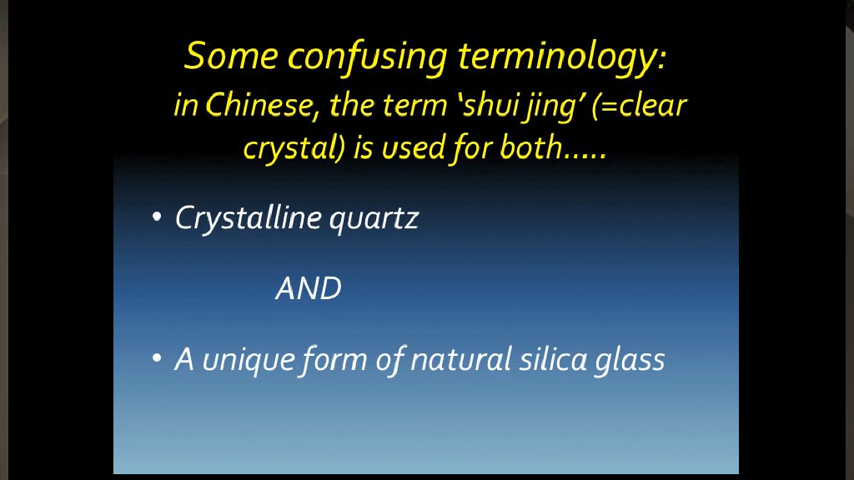 Some confusing terminology:
in Chinese, the term ‘shui jing’ (=clear
crystal) is used for both…..
• Crystalline quartz
AND
• A unique form of natural silica glass